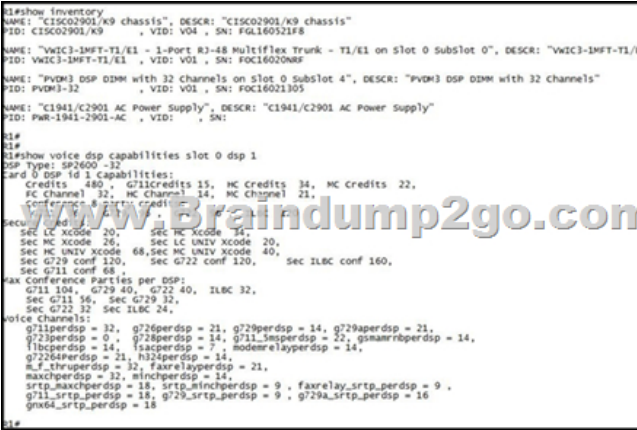 R1#show inventory
NAME: "CISCO2901/K9 chassis", DESCR: "CISCO2901/K9 chassis"
PID: CISCO2901/K9 , VID: V04 , SN: FGL160521F8
NAME: "VWIC3-1MFT-T1/E1 - 1-Port RJ-48 Multiflex Trunk - T1/E1 on Slot 0 SubSlot 0", DESCR: "VWIC3-1MFT-T1/
PID: VWIC3-1MFT-T1/E1 , VID: V01 , SN: FOC16020NRF
NAME: "PVDM3 DSP DIMM with 32 Channels on Slot 0 SubSlot 4", DESCR: "PVDM3 DSP DIMM with 32 Channels"
PID: PVDM3-32 , VID: V01 , SN: FOC16021305
NAME: "C1941/C2901 AC Power Supply", DESCR: "C1941/C2901 AC Power Supply"
PID: PWR-1941-2901-AC , VID: , SN:
R1#
R1#
R1#show voice dsp capabilities slot 0 dsp 1
DSP Type: SP2600 -32
Card 0 DSP id 1 Capabilities:
Credits 480 , G711Credits 15, HC Credits 34, MC Credits 22,
FC Channel 32, HC Channel 14, MC Channel 21,
Conference 8-party credits:
www.Braindump2go.com
Sec LC Xcode 20, Sec HC Xcode 34,
Sec MC Xcode 26, Sec LC UNIV Xcode 20,
Sec HC UNIV Xcode 68,Sec MC UNIV Xcode 40,
Sec G729 conf 120, Sec G722 conf 120, Sec ILBC conf 160,
Sec G711 conf 68 ,
Max Conference Parties per DSP:
G711 104, G729 40, G722 40, ILBC 32,
Sec G711 56, Sec G729 32,
Sec G722 32 Sec ILBC 24,
Voice Channels:
g711perdsp = 32, g726perdsp = 21, g729perdsp = 14, g729aperdsp = 21,
g723perdsp = 0 , g728perdsp = 14, g711_5msperdsp = 22, gsmamrnbperdsp = 14,
ilbcperdsp = 14, isacperdsp = 7 , modemrelayperdsp = 14,
g72264Perdsp = 21, h324perdsp = 14,
m_f_thruperdsp = 32, faxrelayperdsp = 21,
maxchperdsp = 32, minchperdsp = 14,
srtp_maxchperdsp = 18, srtp_minchperdsp = 9 , faxrelay_srtp_perdsp = 9 ,
g711_srtp_perdsp = 18, g729_srtp_perdsp = 9 , g729a_srtp_perdsp = 16
gnx64_srtp_perdsp = 18
R1#